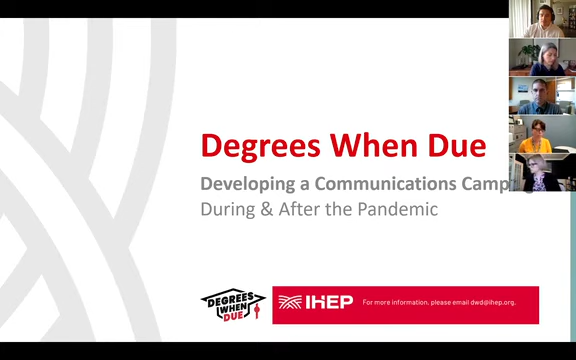 Degrees When Due
Developing a Communications
During & After the Pandemic
DEGREES
WHEN
DUE
IHEP
For more information, please email dwd@ihep.org.